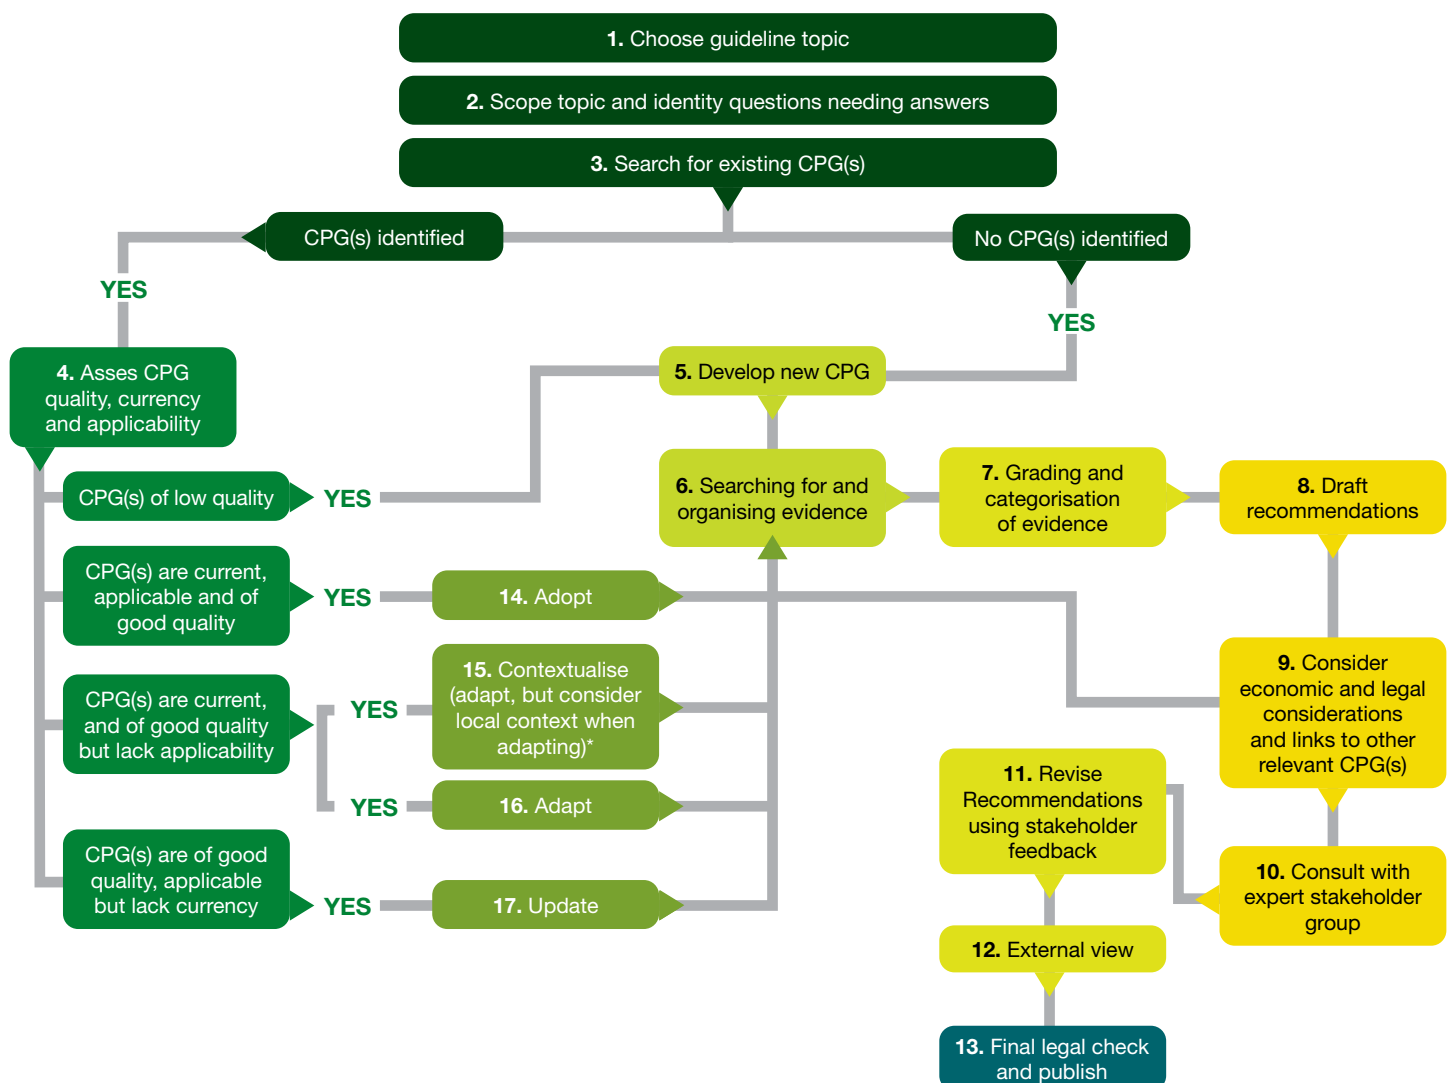 1. Choose guideline topic
2. Scope topic and identity questions needing answers
3. Search for existing CPG(s)
CPG(s) identified
No CPG(s) identified
YES
YES
4. Asses CPG
quality, currency
and applicability
5. Develop new CPG
CPG(s) of low quality
YES
6. Searching for and
organising evidence
7. Grading and
categorisation
of evidence
8. Draft
recommendations
CPG(s) are current,
applicable and of
good quality
YES
14. Adopt
CPG(s) are current,
and of good quality
but lack applicability
YES
15. Contextualise
(adapt, but consider
local context when
adapting)*
YES
16. Adapt
9. Consider
economic and legal
considerations
and links to other
relevant CPG(s)
11. Revise
Recommendations
using stakeholder
feedback
CPG(s) are of good
quality, applicable
but lack currency
YES
17. Update
10. Consult with
expert stakeholder
group
12. External view
13. Final legal check
and publish